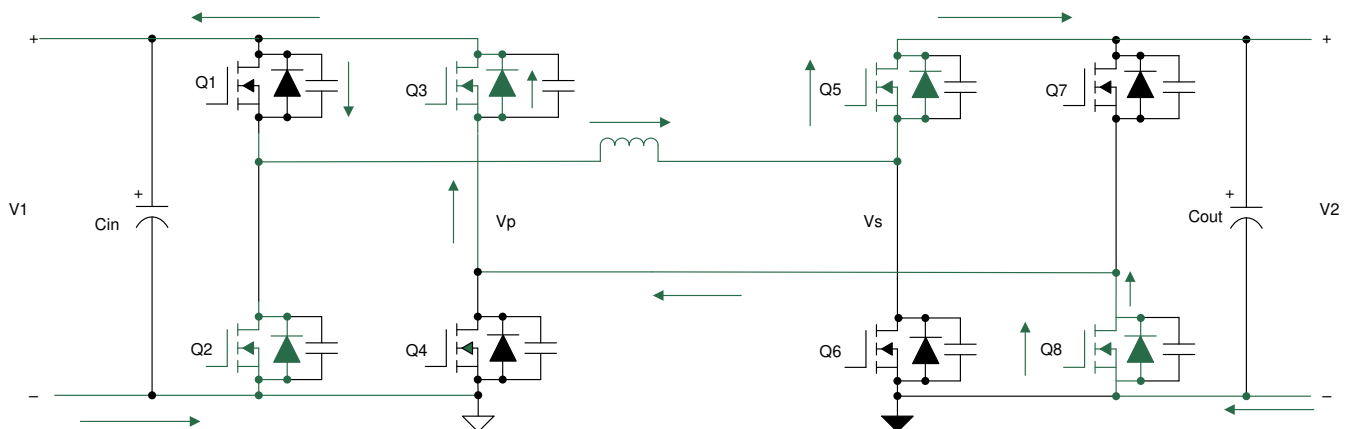 +
+
Q1
Q3
Q5
Q7
+
+
V1
Cin
Vp
Vs
Cout
V2
Q2
Q4
Q6
Q8
–
–